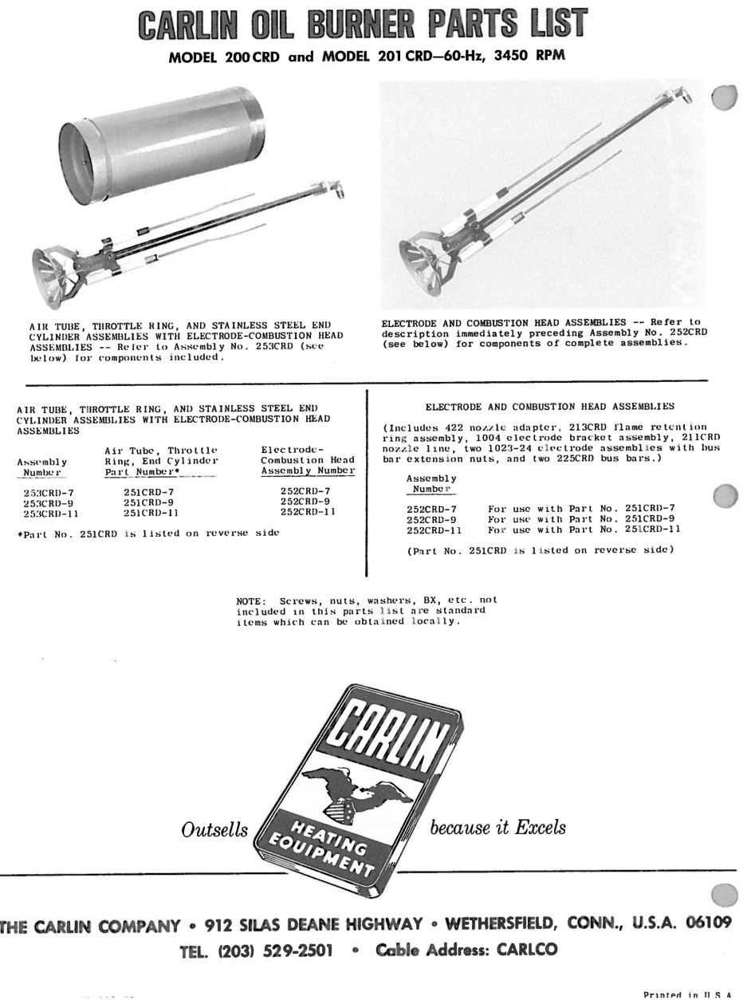 CARLIN OIL BURNER PARTS LIST
MODEL 200 CRD and MODEL 201 CRD—60-Hz, 3450 RPM
AIR TUBE, THROTTLE RING, AND STAINLESS STEEL END
CYLINDER ASSEMBLIES WITH ELECTRODE-COMBUSTION HEAD
ASSEMBLIES -- Refer to Assembly No. 253CRD (see
below) for components included.
ELECTRODE AND COMBUSTION HEAD ASSEMBLIES -- Refer to
description immediately preceding Assembly No. 252CRD
(see below) for components of complete assemblies.
AIR TUBE, THROTTLE RING, AND STAINLESS STEEL END
CYLINDER ASSEMBLIES WITH ELECTRODE-COMBUSTION HEAD
ASSEMBLIES
Air Tube, Throttle Electrode-
Assembly Ring, End Cylinder Combustion Head
Number Part Number* Assembly Number
253CRD-7 251CRD-7 252CRD-7
253CRD-9 251CRD-9 252CRD-9
253CRD-11 251CRD-11 252CRD-11
*Part No. 251CRD is listed on reverse side
ELECTRODE AND COMBUSTION HEAD ASSEMBLIES
(Includes 422 nozzle adapter, 213CRD flame retention
ring assembly, 1004 electrode bracket assembly, 211CRD
nozzle line, two 1023-24 electrode assemblies with bus
bar extension nuts, and two 225CRD bus bars.)
Assembly
Number
252CRD-7 For use with Part No. 251CRD-7
252CRD-9 For use with Part No. 251CRD-9
252CRD-11 For use with Part No. 251CRD-11
(Part No. 251CRD is listed on reverse side)
NOTE: Screws, nuts, washers, BX, etc. not
included in this parts list are standard
items which can be obtained locally.
CARLIN
HEATING
EQUIPMENT
Outsells because it Excels
THE CARLIN COMPANY • 912 SILAS DEANE HIGHWAY • WETHERSFIELD, CONN., U.S.A. 06109
TEL. (203) 529-2501 • Cable Address: CARLCO
Printed in U S A